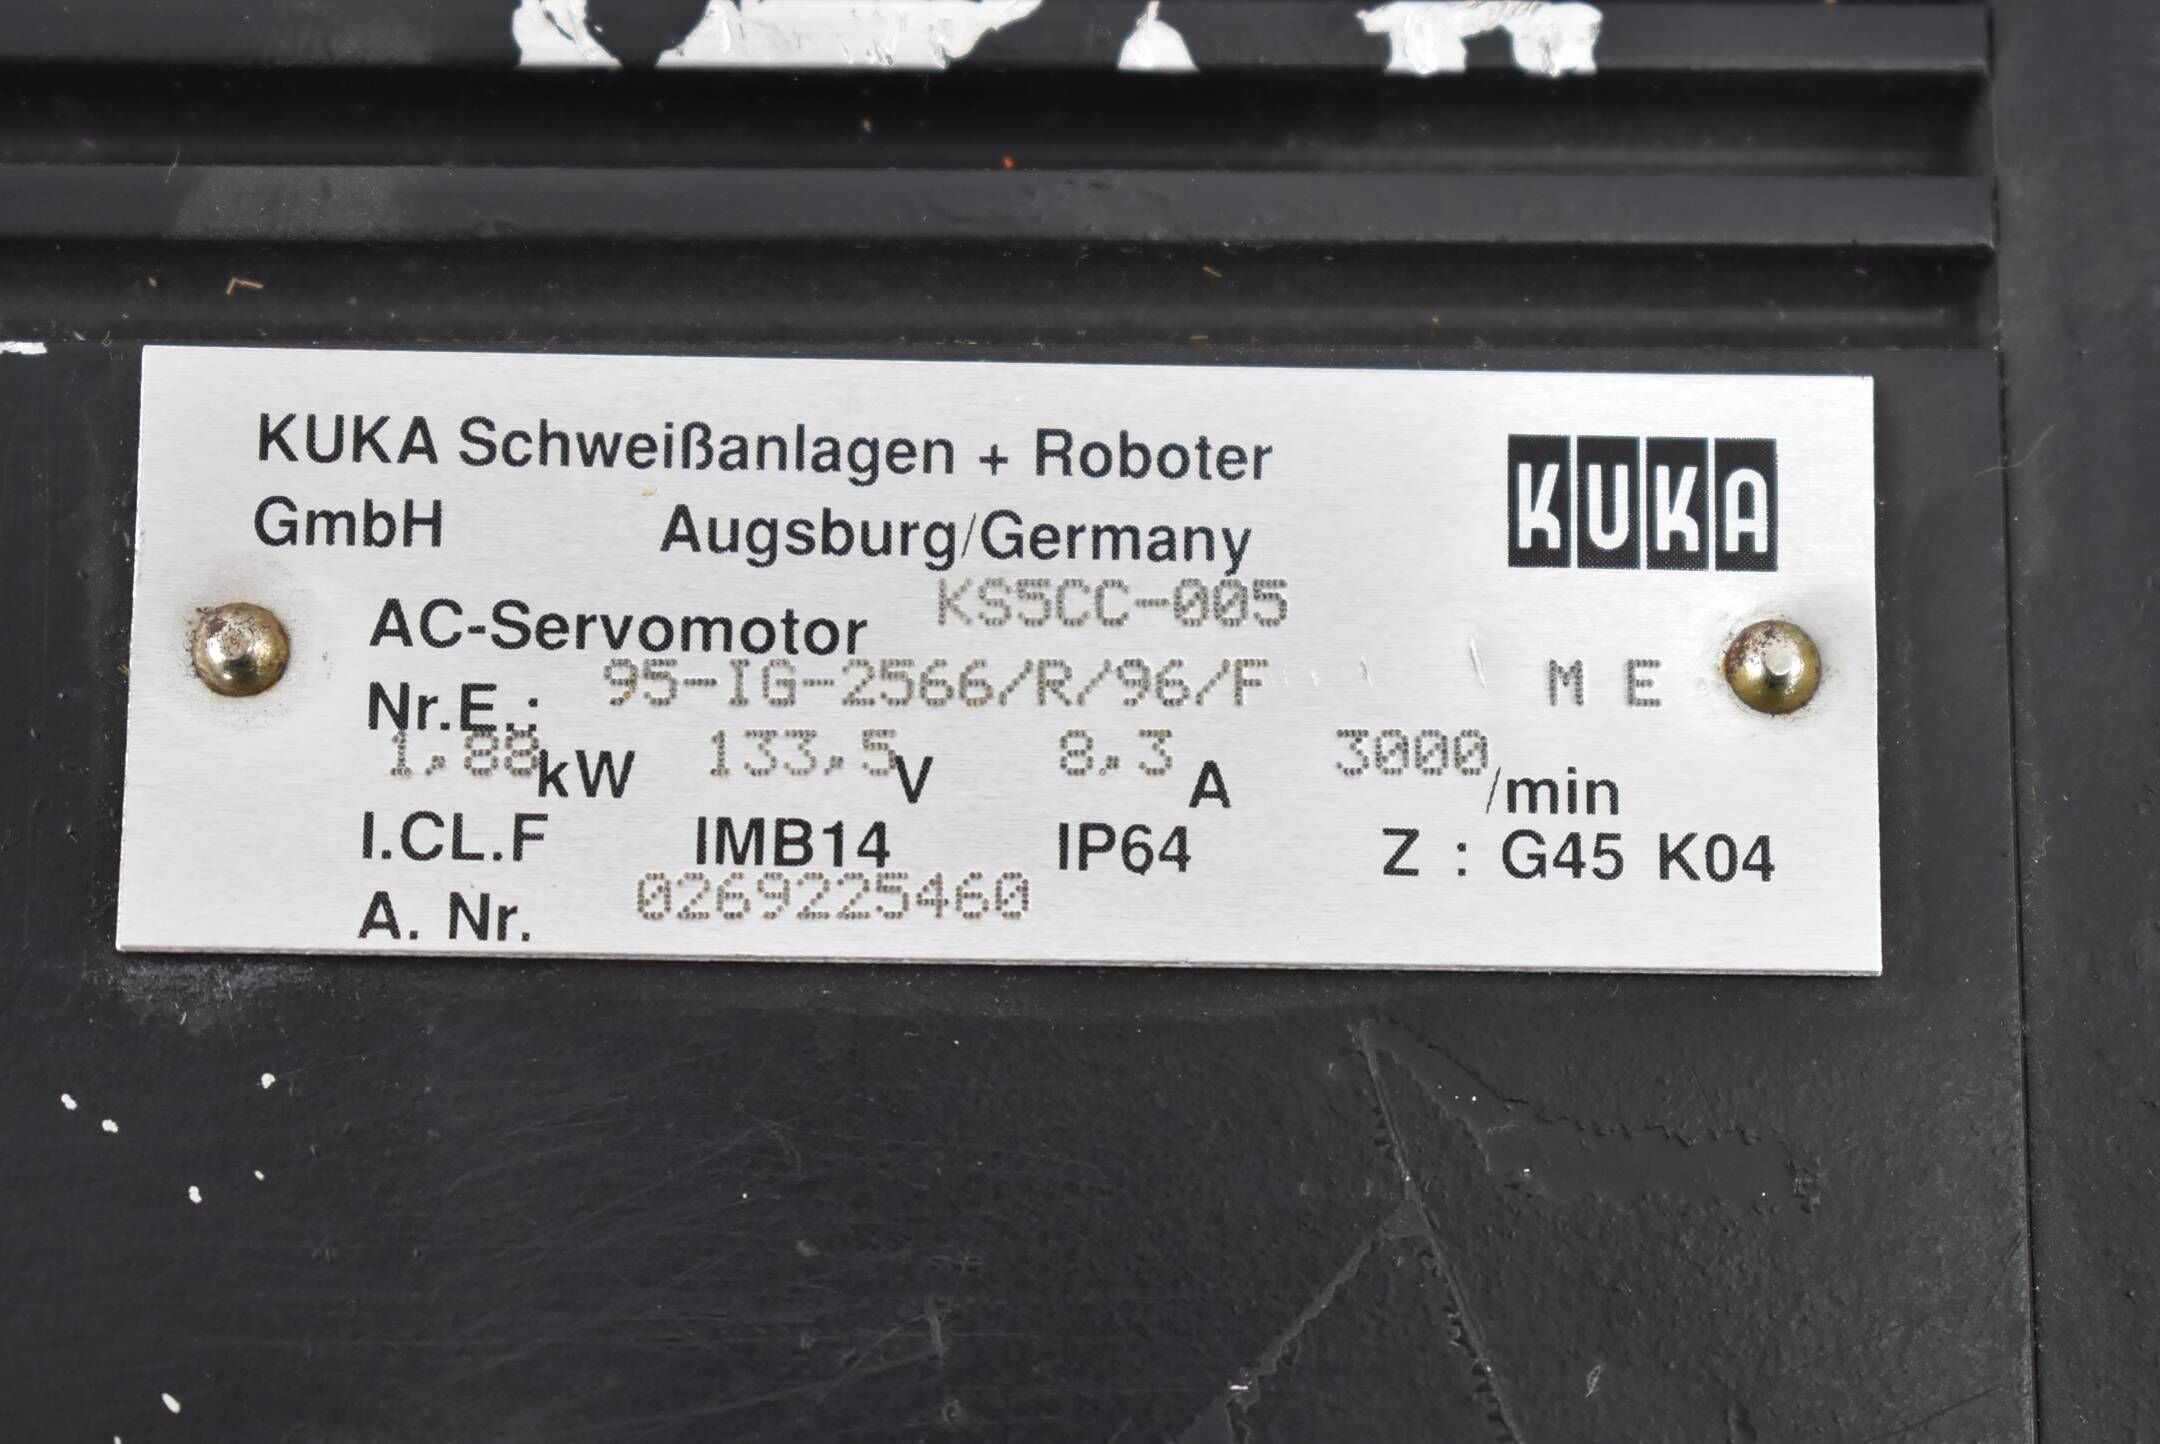 KUKA Schweißanlagen + Roboter
GmbH Augsburg/Germany
KUKA
AC-Servomotor KS5CC-005
Nr.E.: 95-IG-2566/R/96/F M E
1,88 kW 133,5 V 8,3 A 3000 /min
I.CL.F IMB14 IP64 Z : G45 K04
A. Nr. 0269225460